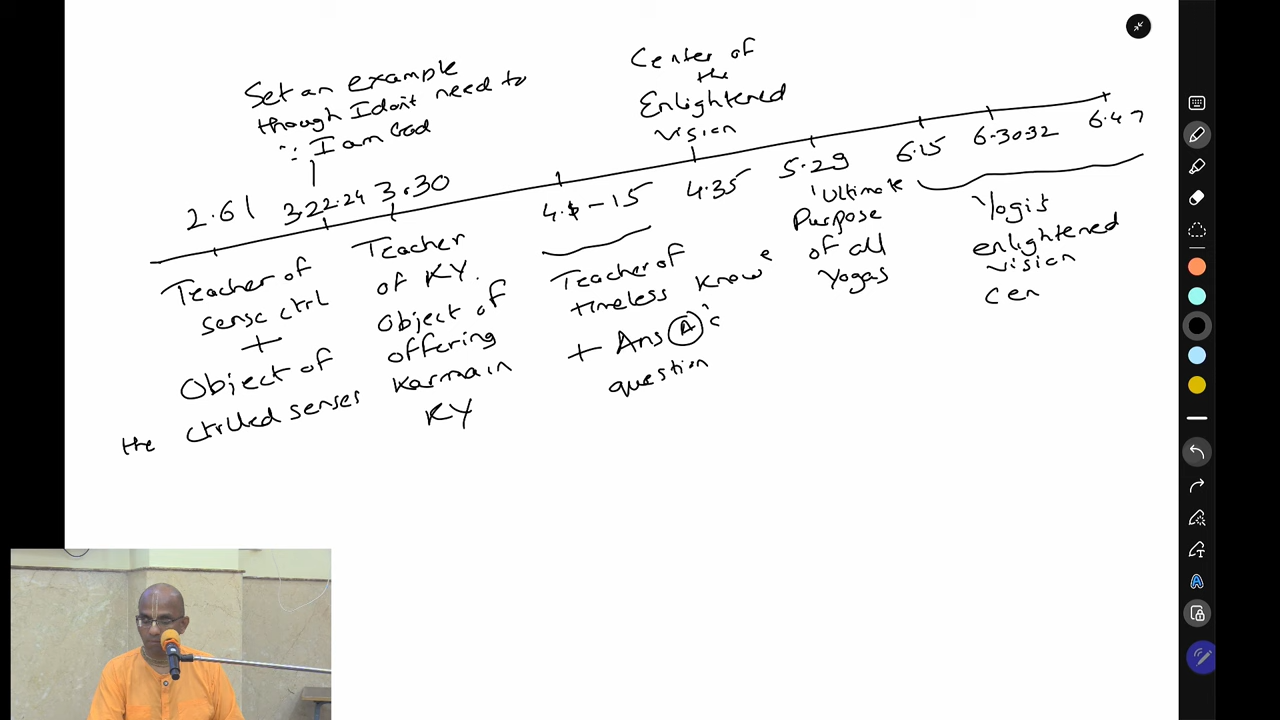 Set an example
though I don't need to
∵ I am God
Center of
the
Enlightened
vision
2.61
3.22 2.24
3.30
4.1-15
4.35
5.29
6.15
6.30 32
6.47
Teacher of
sense ctrl
+
Object of
the ctrlled senses
Teacher
of KY.
Object of
offering
Karma in
KY
Teacher of
timeless know^e
+ Ans A's
question
Ultimate
Purpose
of all
Yogas
Yogis
enlightened
vision
cen